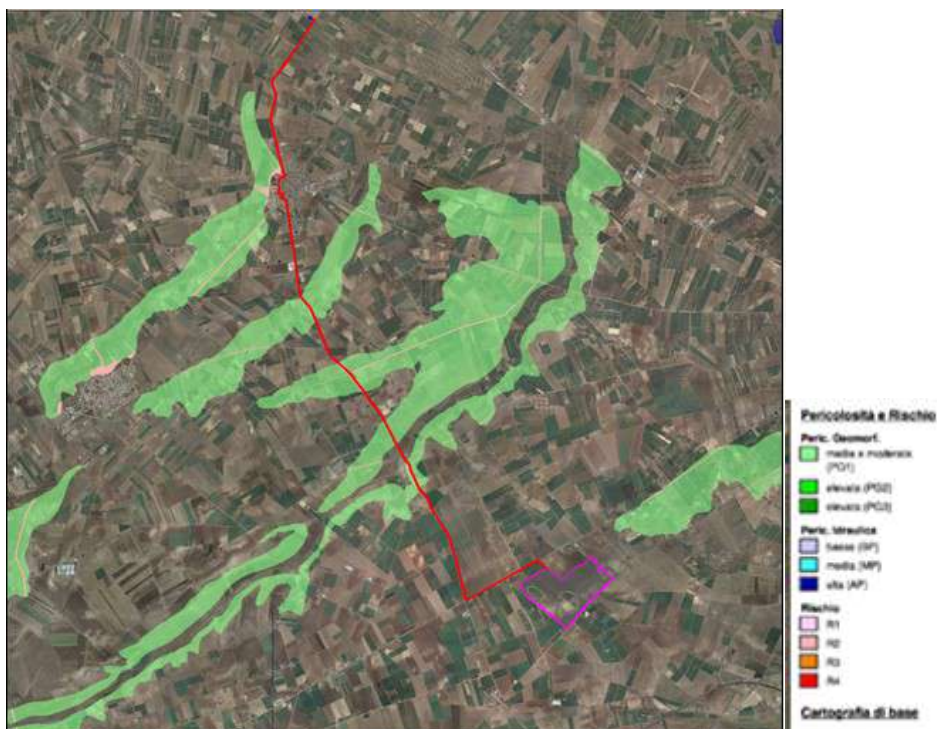 Pericolosità e Rischio
Peric. Geomorf.
media e moderata
(PG1)
elevata (PG2)
elevata (PG3)
Peric. Idraulica
bassa (BP)
media (MP)
alta (AP)
Rischio
R1
R2
R3
R4
Cartografia di base